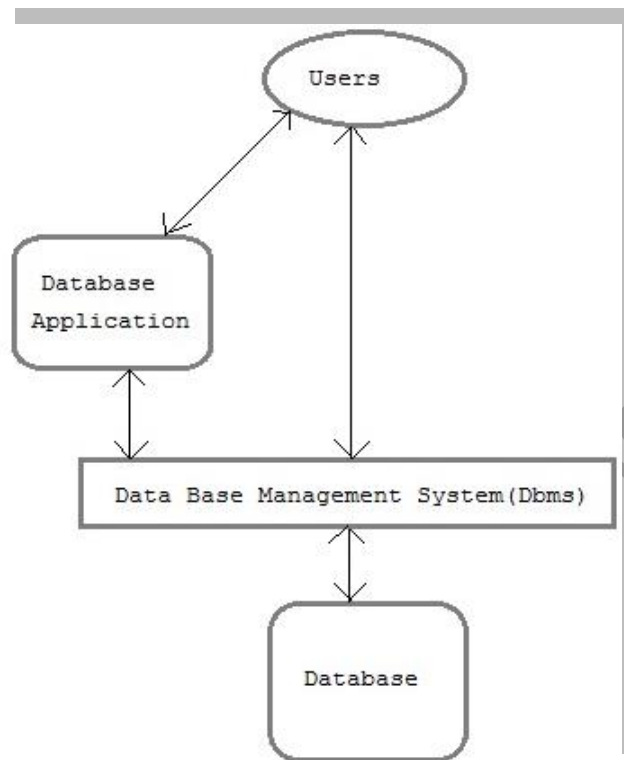 Users
Database
Application
Data Base Management System(Dbms)
Database